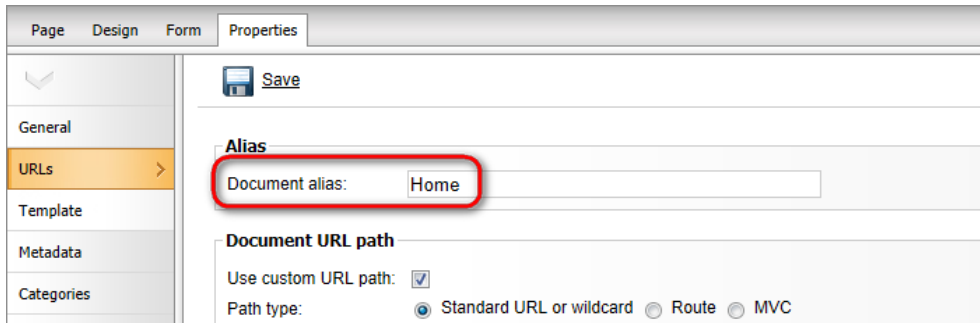 Page Design Form Properties
Save
General
URLs
Template
Metadata
Categories
Alias
Document alias: Home
Document URL path
Use custom URL path:
Path type: Standard URL or wildcard Route MVC